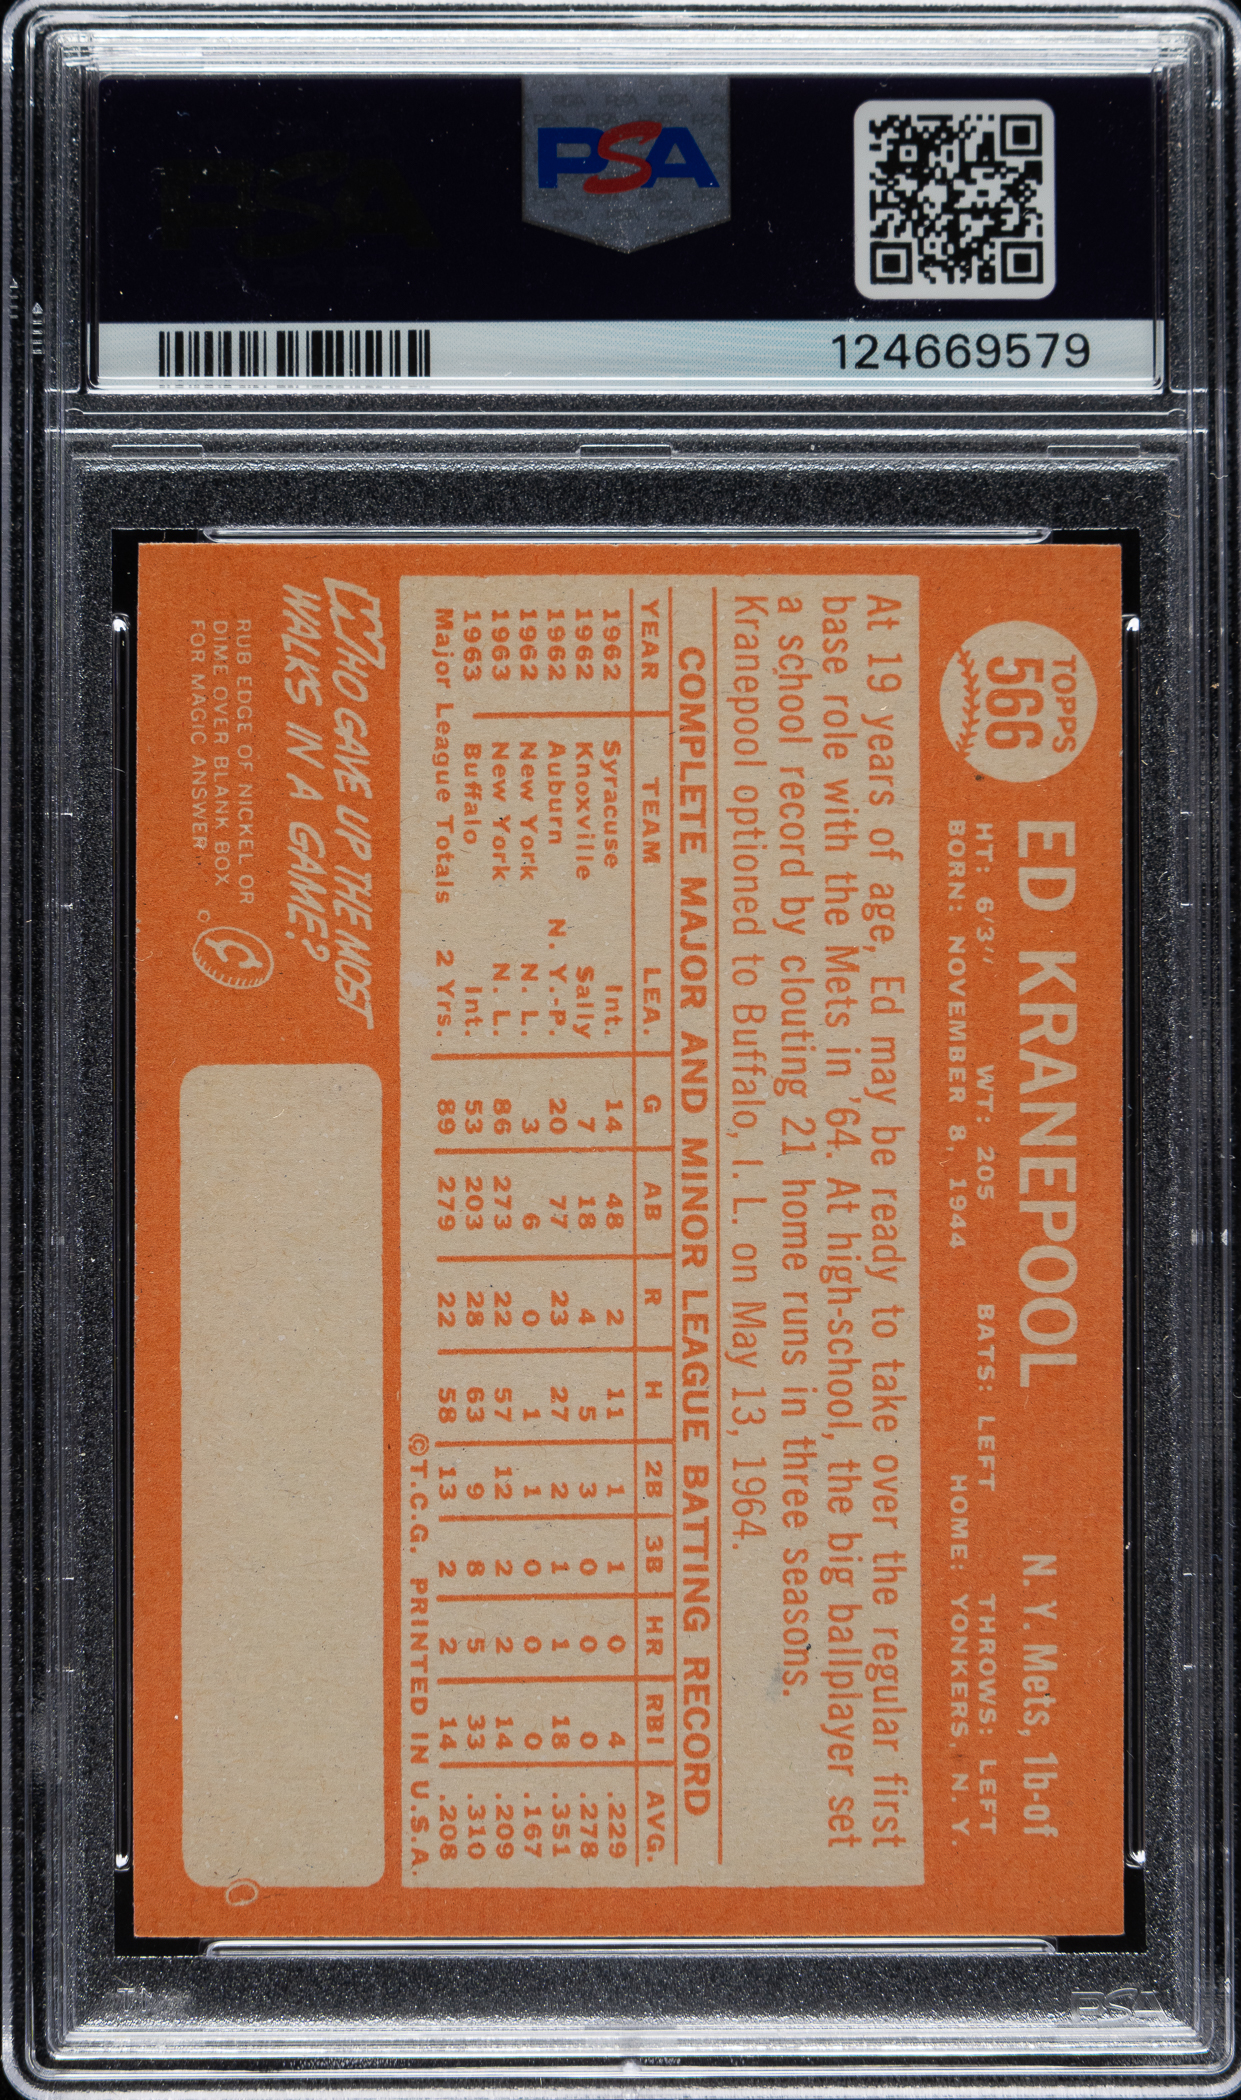 PSA
124669579
TOPPS
566
ED KRANEPOOL
N. Y. Mets, 1b-of
HT: 6'3" WT: 205 BATS: LEFT THROWS: LEFT
BORN: NOVEMBER 8, 1944 HOME: YONKERS, N. Y.
At 19 years of age, Ed may be ready to take over the regular first
base role with the Mets in '64. At high-school, the big ballplayer set
a school record by clouting 21 home runs in three seasons.
Kranepool optioned to Buffalo, I. L. on May 13, 1964.
COMPLETE MAJOR AND MINOR LEAGUE BATTING RECORD
YEAR TEAM LEA. G AB R H 2B 3B HR RBI AVG.
1962 Syracuse Int. 14 48 2 11 1 1 0 4 .229
1962 Knoxville Sally 7 18 4 5 3 0 0 0 .278
1962 Auburn N. Y.-P. 20 77 23 27 2 1 1 18 .351
1962 New York N. L. 3 6 0 1 1 0 0 0 .167
1963 New York N. L. 86 273 22 57 12 2 2 14 .209
1963 Buffalo Int. 53 203 28 63 9 8 5 33 .310
Major League Totals 2 Yrs. 89 279 22 58 13 2 2 14 .208
©T.C.G. PRINTED IN U.S.A.
WHO GAVE UP THE MOST
WALKS IN A GAME?
RUB EDGE OF NICKEL OR
DIME OVER BLANK BOX
FOR MAGIC ANSWER
PSA